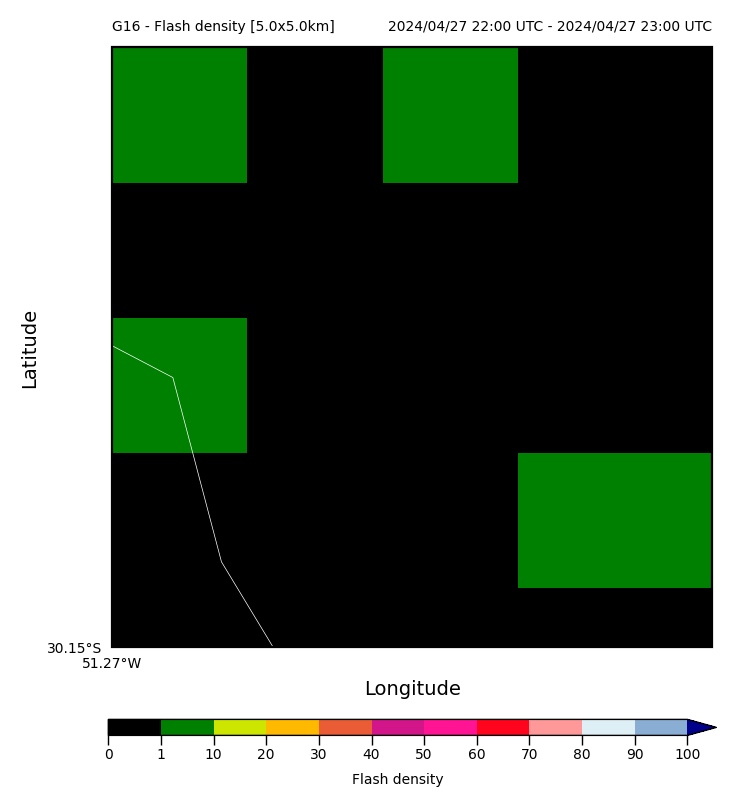 G16 - Flash density [5.0x5.0km] 2024/04/27 22:00 UTC - 2024/04/27 23:00 UTC
Latitude
30.15°S
51.27°W
Longitude
0 1 10 20 30 40 50 60 70 80 90 100
Flash density